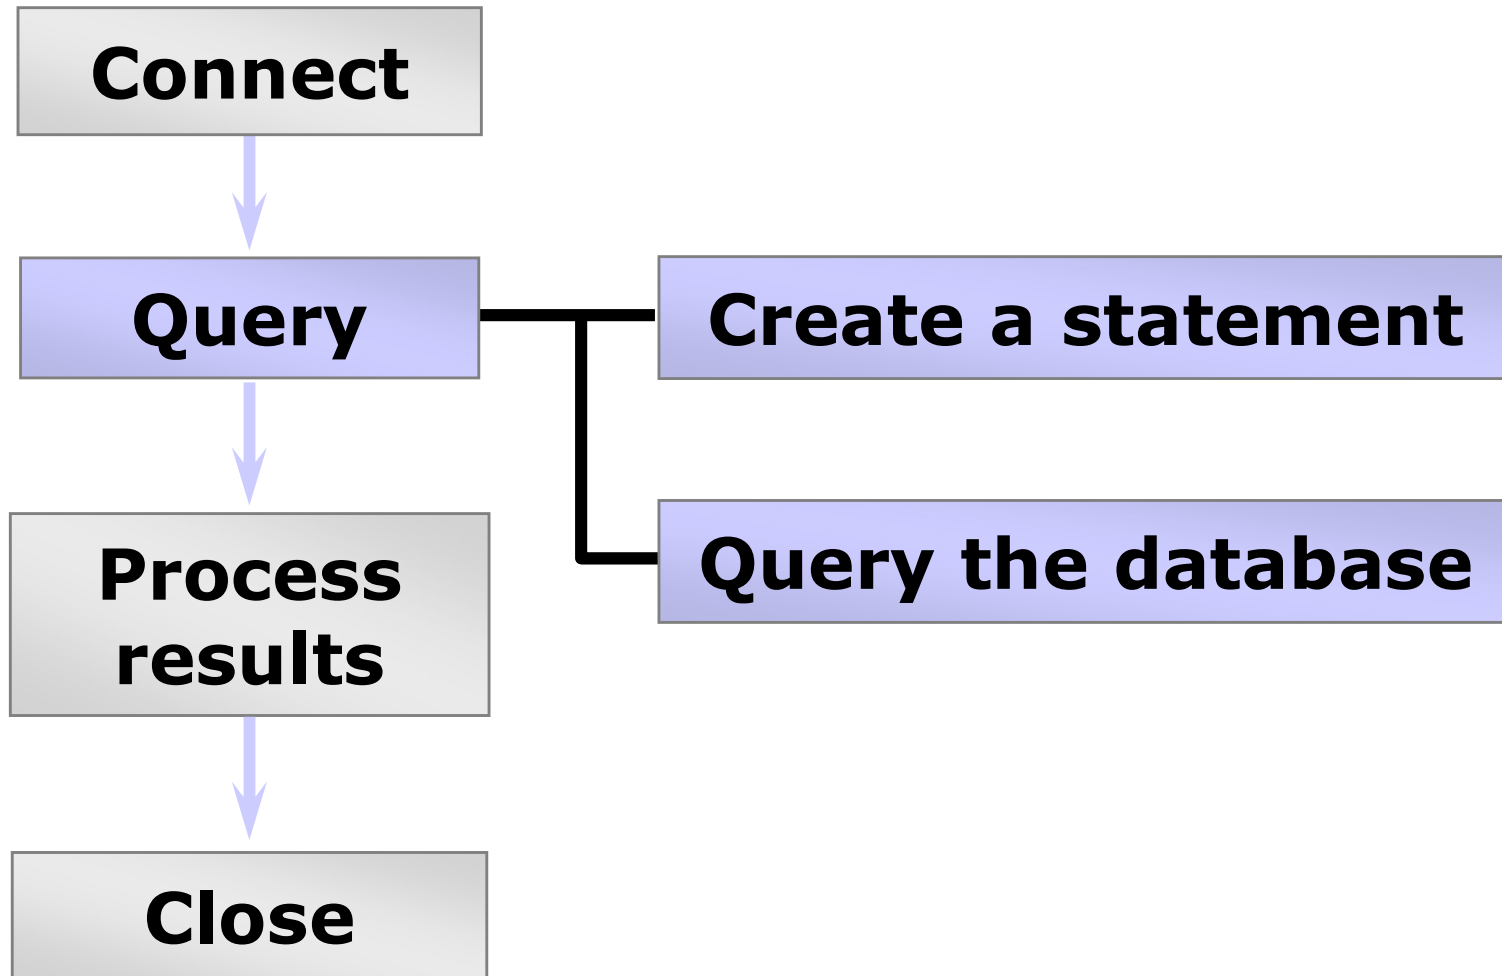 Connect
Query
Create a statement
Query the database
Process
results
Close